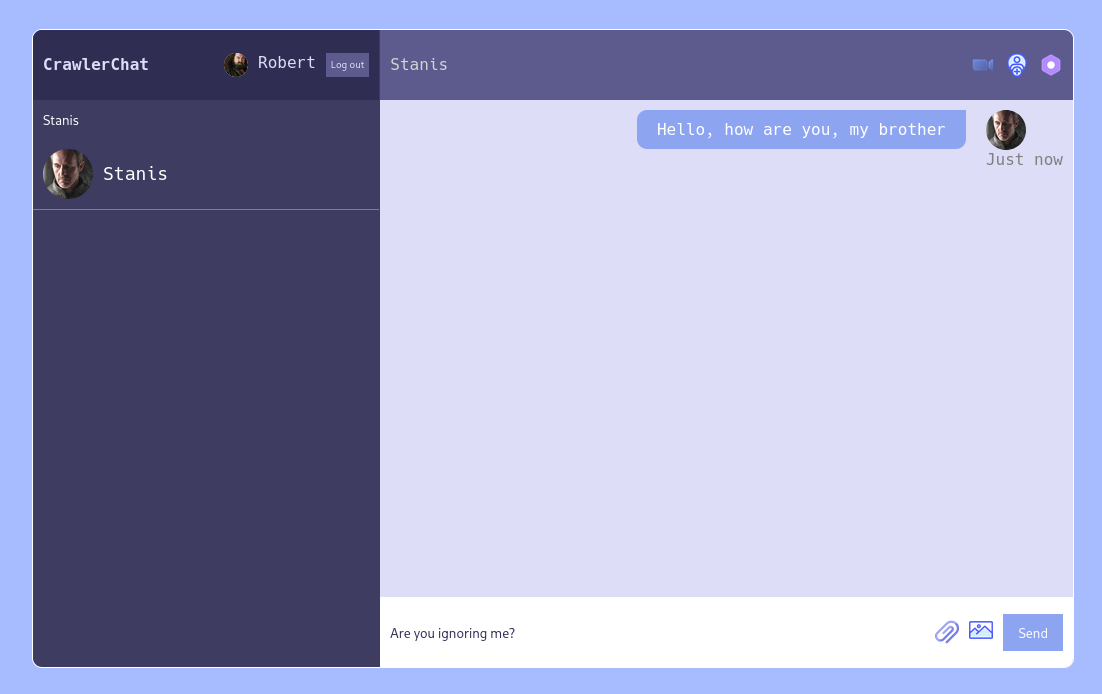 CrawlerChat
Robert
Log out
Stanis
Stanis
Stanis
Hello, how are you, my brother
Just now
Are you ignoring me?
Send